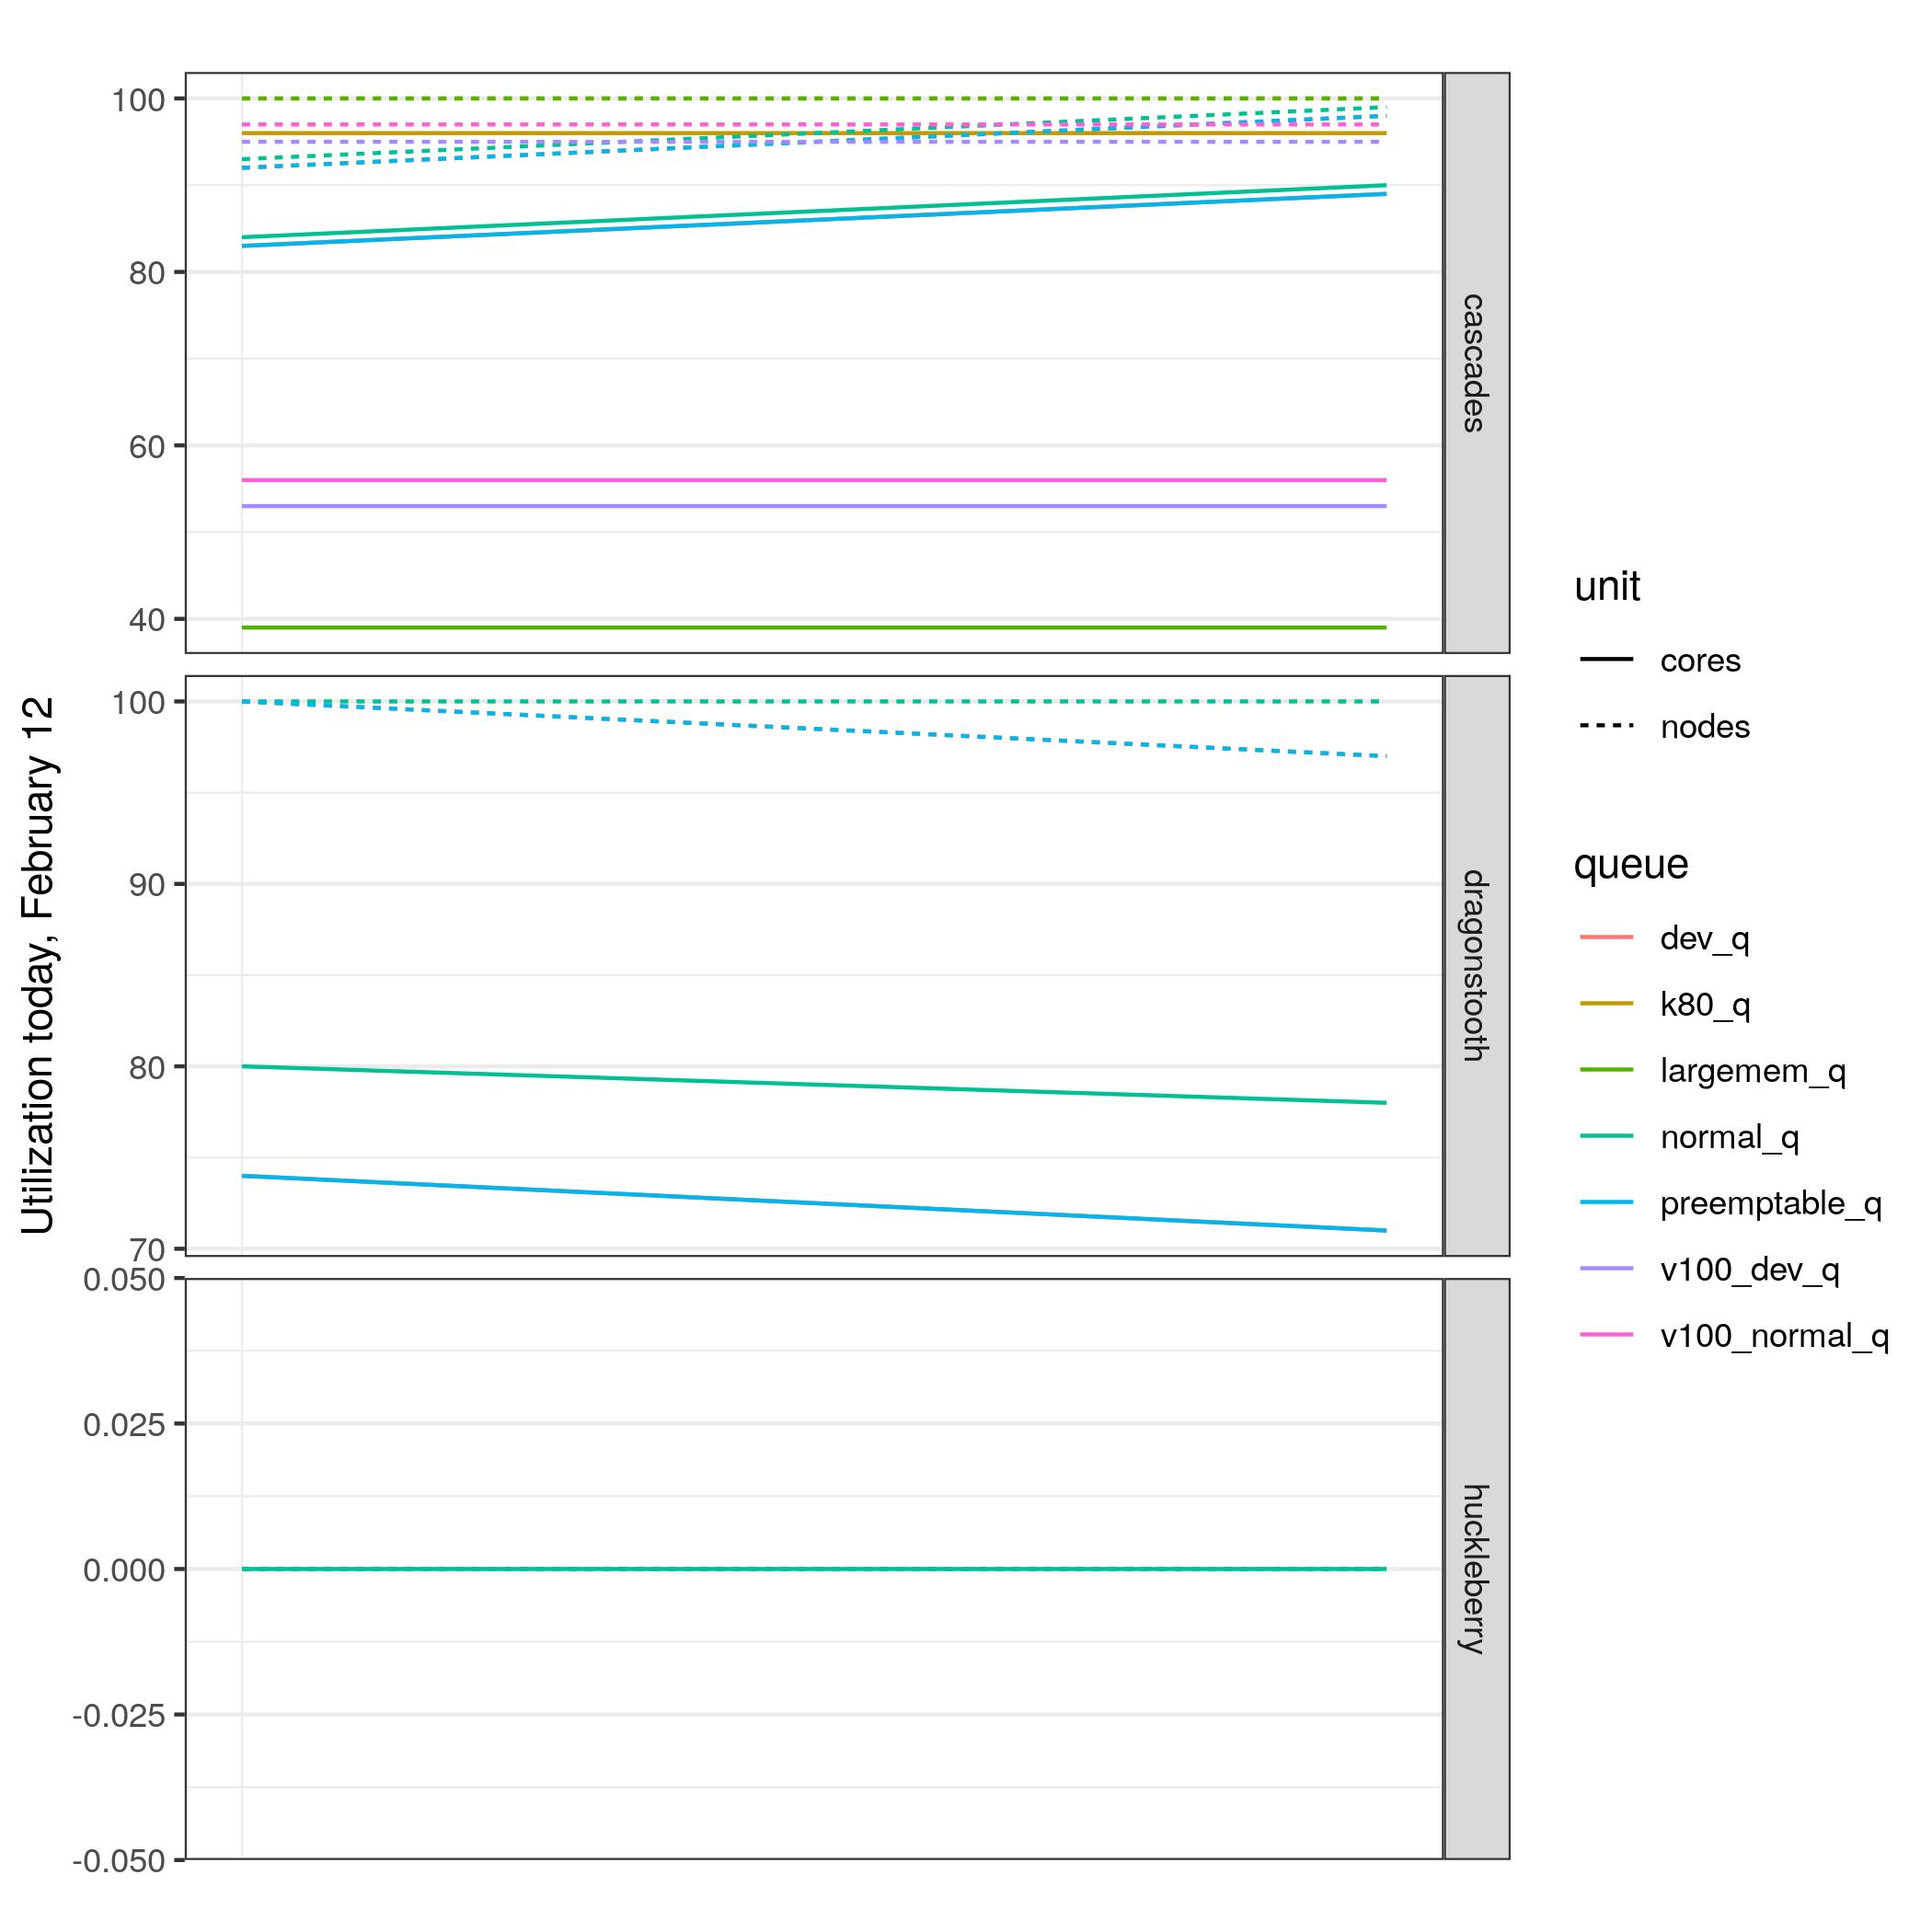 Utilization today, February 12
100
80
60
40
cascades
100
90
80
70
dragonstooth
0.050
0.025
0.000
-0.025
-0.050
huckleberry
unit
cores
nodes
queue
dev_q
k80_q
largemem_q
normal_q
preemptable_q
v100_dev_q
v100_normal_q